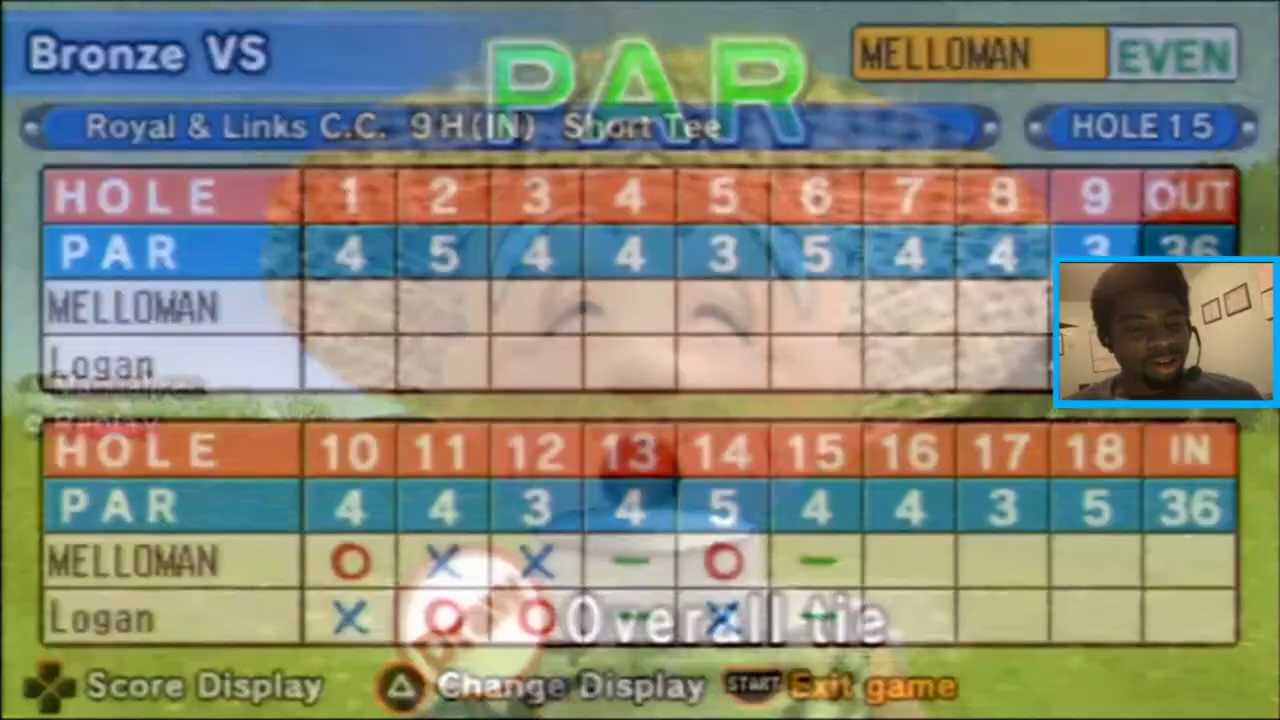 Bronze VS
PAR
MELLOMAN EVEN
Royal & Links C.C. 9H(IN) Short Tee
HOLE 15
HOLE 1 2 3 4 5 6 7 8 9 OUT
PAR 4 5 4 4 3 5 4 4 3 36
MELLOMAN
Logan
Replay
HOLE 10 11 12 13 14 15 16 17 18 IN
PAR 4 4 3 4 5 4 4 3 5 36
MELLOMAN O X X - O -
Logan X O O - X -
DRAW
Overall tie
Score Display
Change Display
START Exit game